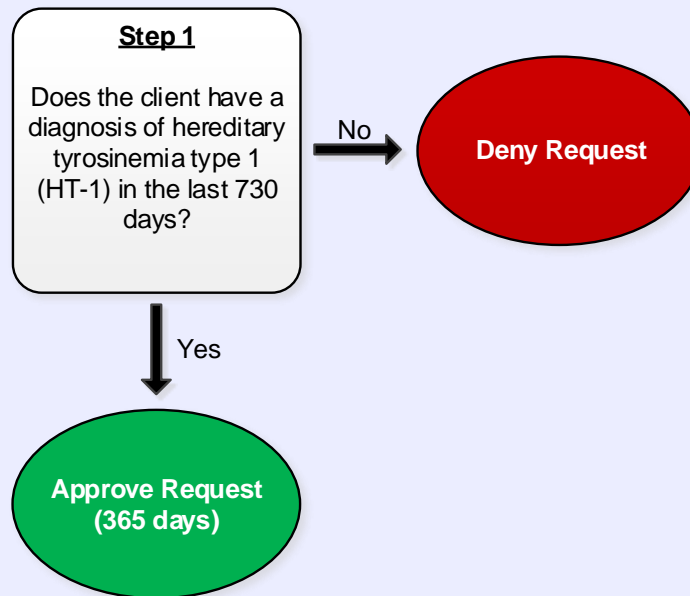 Step 1
Does the client have a
diagnosis of hereditary
tyrosinemia type 1
(HT-1) in the last 730
days?
No
Deny Request
Yes
Approve Request
(365 days)